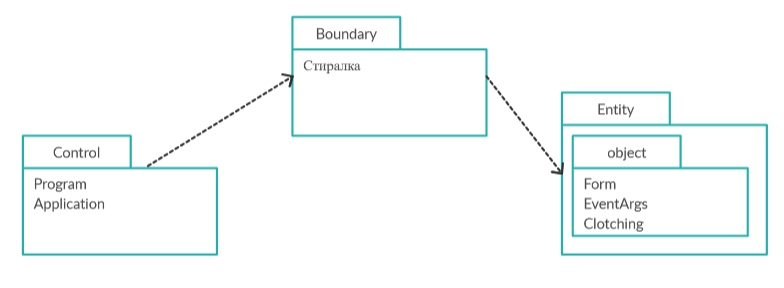 Boundary
Стиралка
Control
Program
Application
Entity
object
Form
EventArgs
Clotching